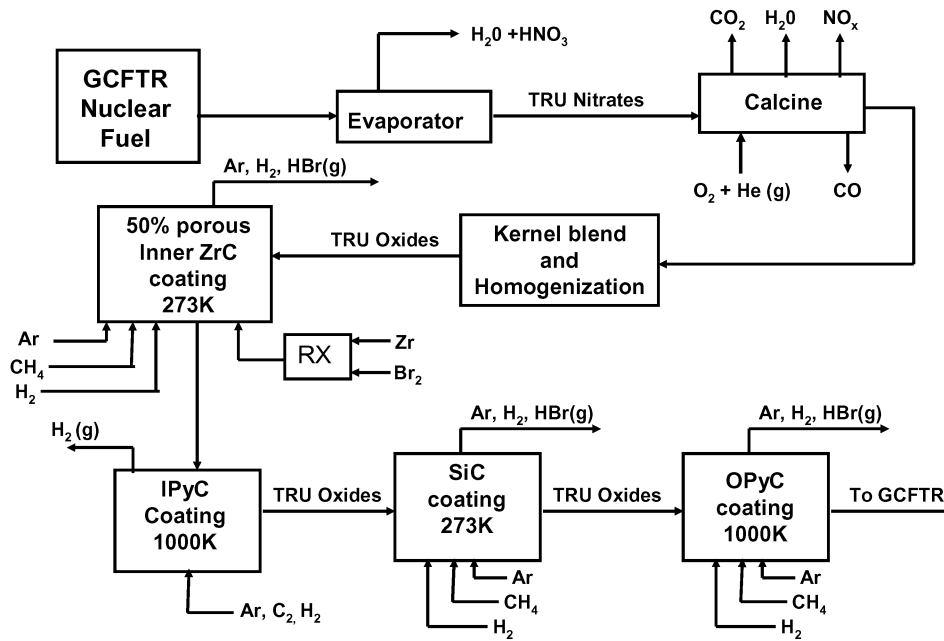 CO₂
H₂0
NOₓ
H₂0 +HNO₃
GCFTR
Nuclear
Fuel
Evaporator
TRU Nitrates
Calcine
O₂ + He (g)
CO
Ar, H₂, HBr(g)
50% porous
Inner ZrC
coating
273K
TRU Oxides
Kernel blend
and
Homogenization
Ar
CH₄
H₂
RX
Zr
Br₂
H₂ (g)
IPyC
Coating
1000K
Ar, C₂, H₂
TRU Oxides
Ar, H₂, HBr(g)
SiC
coating
273K
Ar
CH₄
H₂
TRU Oxides
Ar, H₂, HBr(g)
OPyC
coating
1000K
Ar
CH₄
H₂
To GCFTR